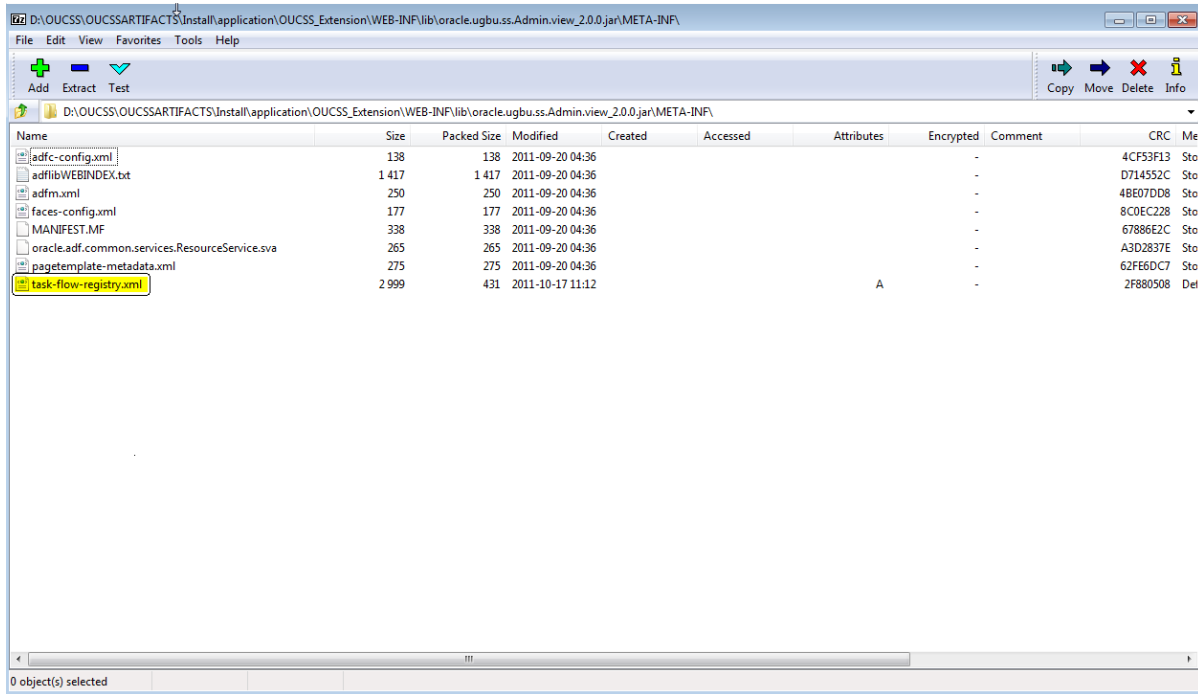 7z D:\OUCSS\OUCSSARTIFACTS\Install\application\OUCSS_Extension\WEB-INF\lib\oracle.ugbu.ss.Admin.view_2.0.0.jar\META-INF\
File Edit View Favorites Tools Help
Add Extract Test Copy Move Delete Info
D:\OUCSS\OUCSSARTIFACTS\Install\application\OUCSS_Extension\WEB-INF\lib\oracle.ugbu.ss.Admin.view_2.0.0.jar\META-INF\
Name Size Packed Size Modified Created Accessed Attributes Encrypted Comment CRC Me
adfc-config.xml 138 138 2011-09-20 04:36 - 4CF53F13 Sto
adflibWEBINDEX.txt 1 417 1 417 2011-09-20 04:36 - D714552C Sto
adfm.xml 250 250 2011-09-20 04:36 - 4BE07DD8 Sto
faces-config.xml 177 177 2011-09-20 04:36 - 8C0EC228 Sto
MANIFEST.MF 338 338 2011-09-20 04:36 - 67886E2C Sto
oracle.adf.common.services.ResourceService.sva 265 265 2011-09-20 04:36 - A3D2837E Sto
pagetemplate-metadata.xml 275 275 2011-09-20 04:36 - 62FE6DC7 Sto
task-flow-registry.xml 2 999 431 2011-10-17 11:12 A - 2F880508 Def
0 object(s) selected